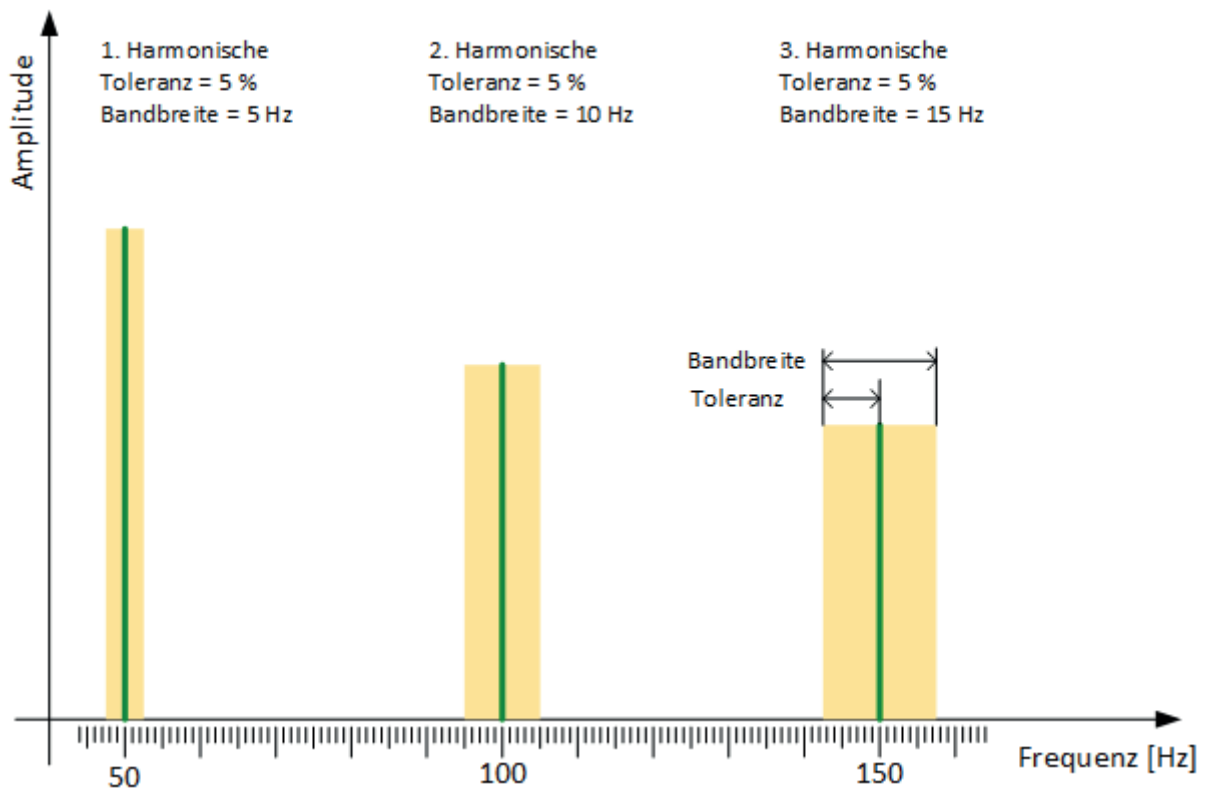 Amplitude
1. Harmonische
Toleranz = 5 %
Bandbreite = 5 Hz
2. Harmonische
Toleranz = 5 %
Bandbreite = 10 Hz
3. Harmonische
Toleranz = 5 %
Bandbreite = 15 Hz
Bandbreite
Toleranz
50
100
150
Frequenz [Hz]